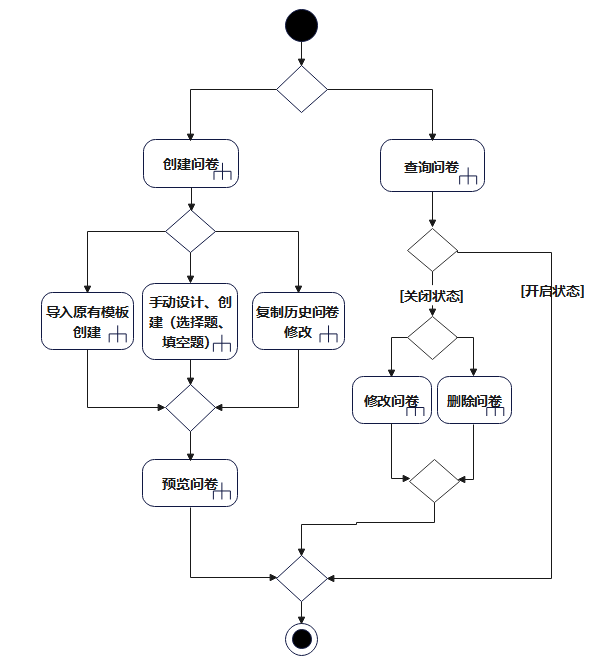 创建问卷
查询问卷
[开启状态]
[关闭状态]
导入原有模板
创建
手动设计、创
建（选择题、
填空题）
复制历史问卷
修改
修改问卷
删除问卷
预览问卷